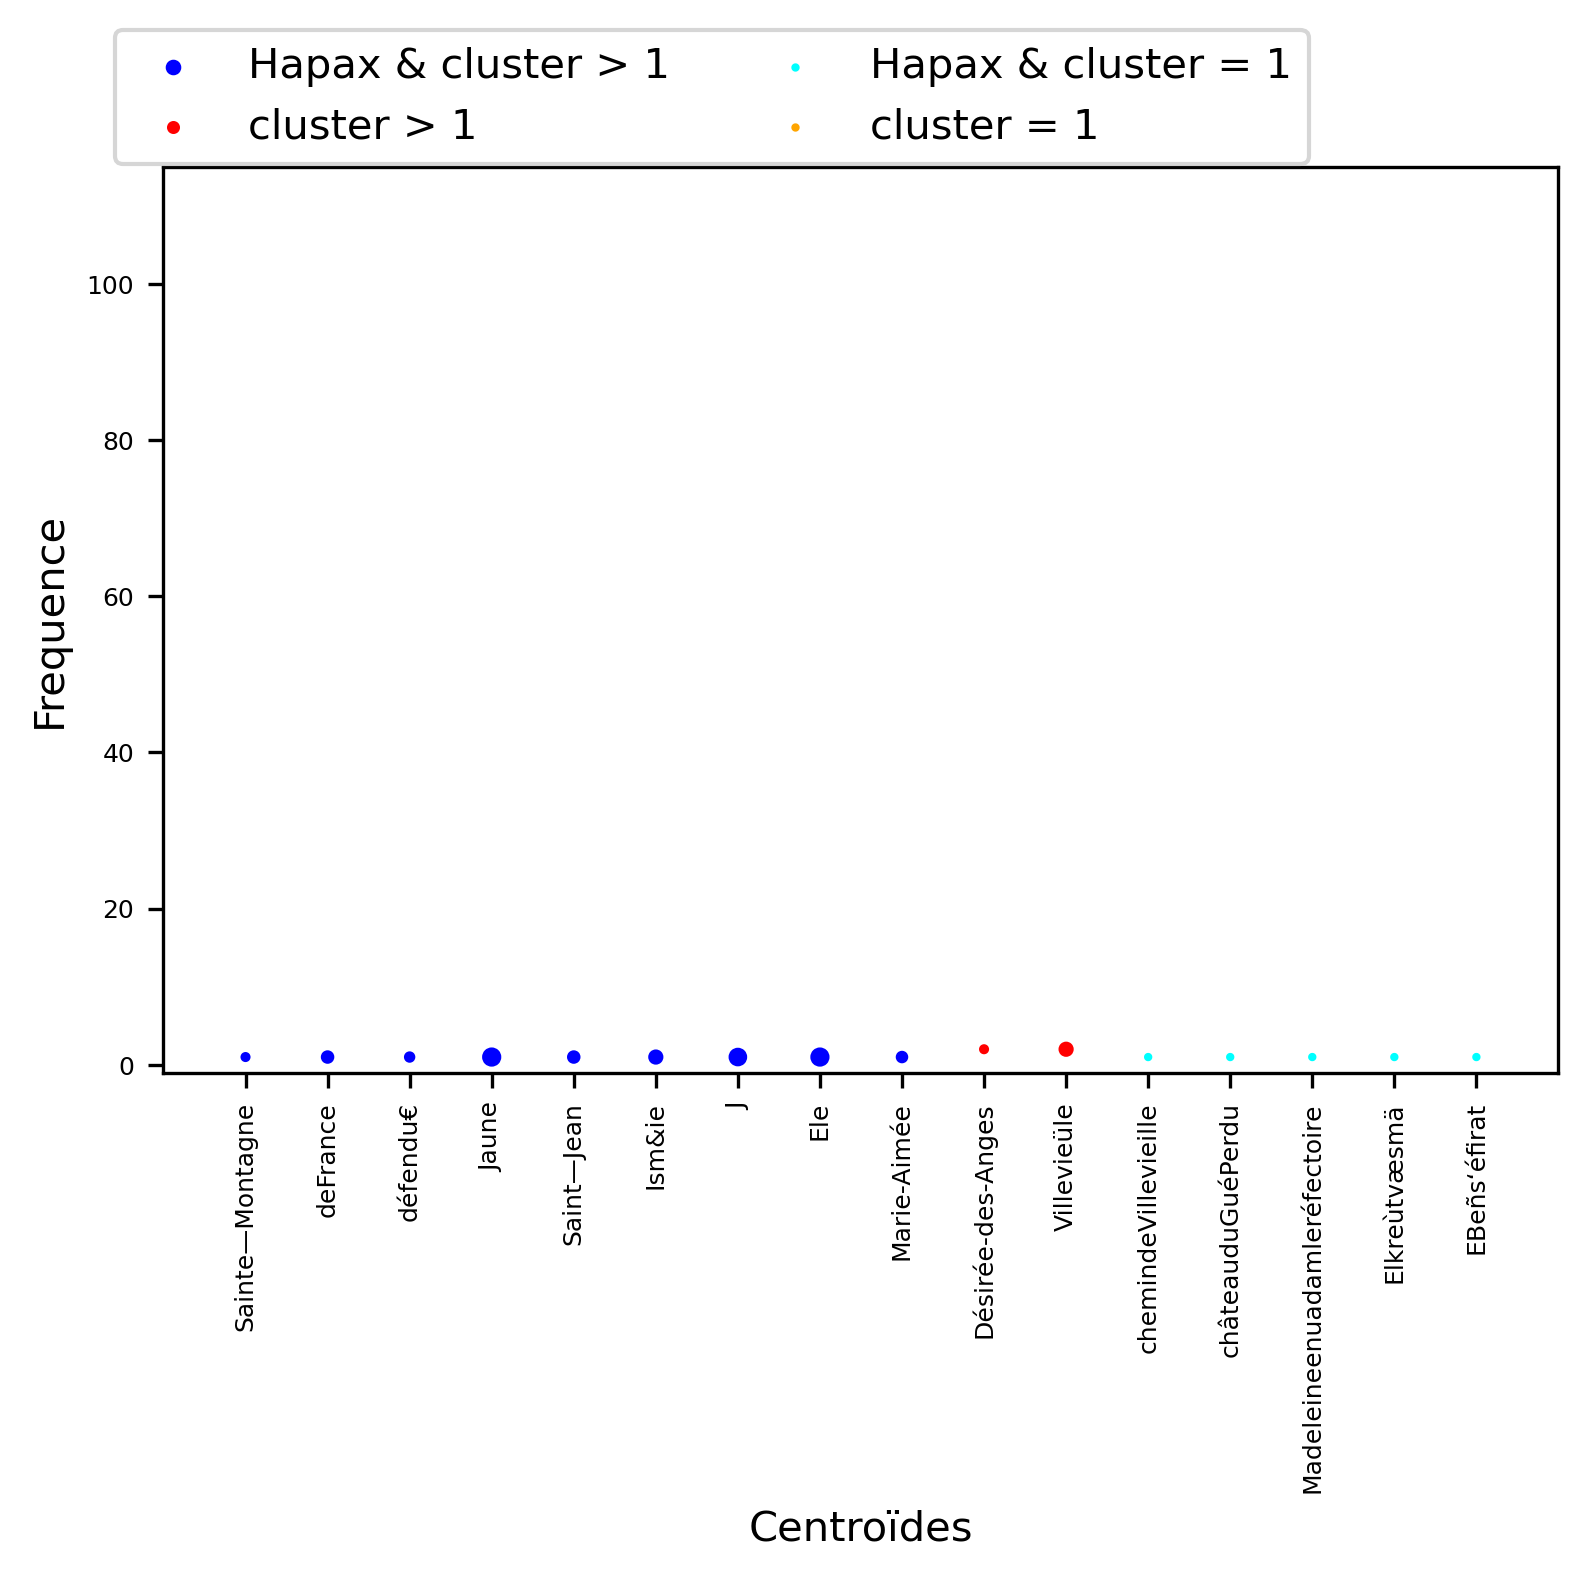 Hapax & cluster > 1
Hapax & cluster = 1
cluster > 1
cluster = 1
Frequence
100
80
60
40
20
0
Sainte—Montagne
deFrance
défendu€
Jaune
Saint—Jean
Ism&ie
J
Ele
Marie-Aimée
Désirée-des-Anges
Villevieüle
chemindeVillevieille
châteauduGuéPerdu
Madeleineenuadamleréfectoire
Elkreùtvæsmä
EBeñs‘éfirat
Centroïdes